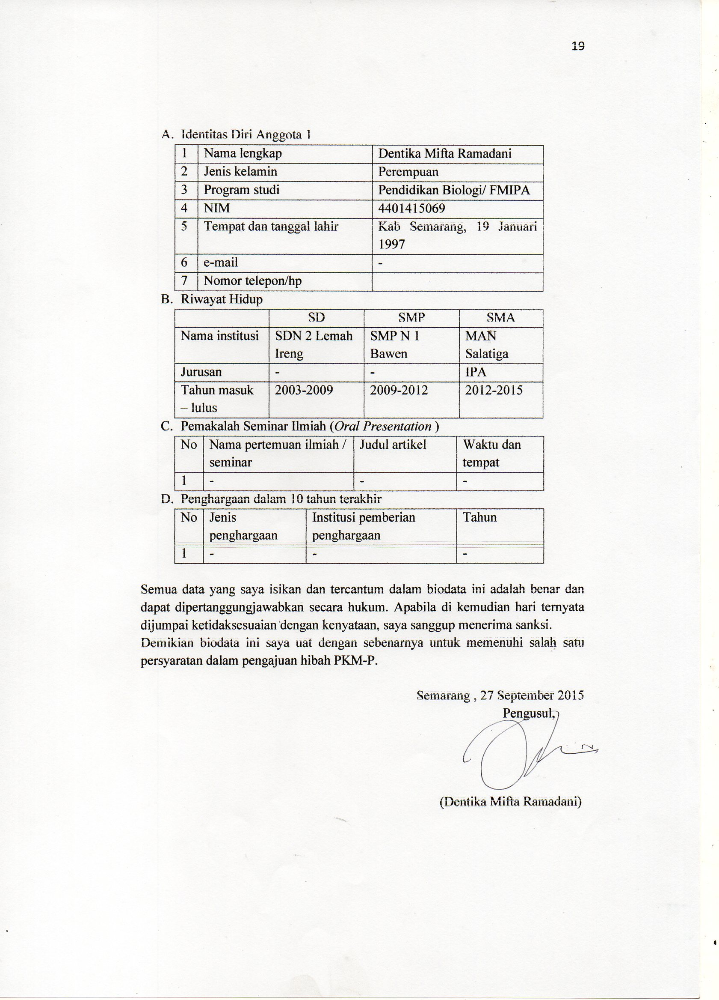 19
A. Identitas Diri Anggota 1
1 Nama lengkap Dentika Mifta Ramadani
2 Jenis kelamin Perempuan
3 Program studi Pendidikan Biologi/ FMIPA
4 NIM 4401415069
5 Tempat dan tanggal lahir Kab Semarang, 19 Januari
1997
6 e-mail -
7 Nomor telepon/hp
B. Riwayat Hidup
SD SMP SMA
Nama institusi SDN 2 Lemah SMP N 1 MAN
Ireng Bawen Salatiga
Jurusan - - IPA
Tahun masuk 2003-2009 2009-2012 2012-2015
– lulus
C. Pemakalah Seminar Ilmiah (Oral Presentation )
No Nama pertemuan ilmiah / Judul artikel Waktu dan
seminar tempat
1 - - -
D. Penghargaan dalam 10 tahun terakhir
No Jenis Institusi pemberian Tahun
penghargaan penghargaan
1 - - -
Semua data yang saya isikan dan tercantum dalam biodata ini adalah benar dan
dapat dipertanggungjawabkan secara hukum. Apabila di kemudian hari ternyata
dijumpai ketidaksesuaian dengan kenyataan, saya sanggup menerima sanksi.
Demikian biodata ini saya uat dengan sebenarnya untuk memenuhi salah satu
persyaratan dalam pengajuan hibah PKM-P.
Semarang , 27 September 2015
Pengusul,
(Dentika Mifta Ramadani)